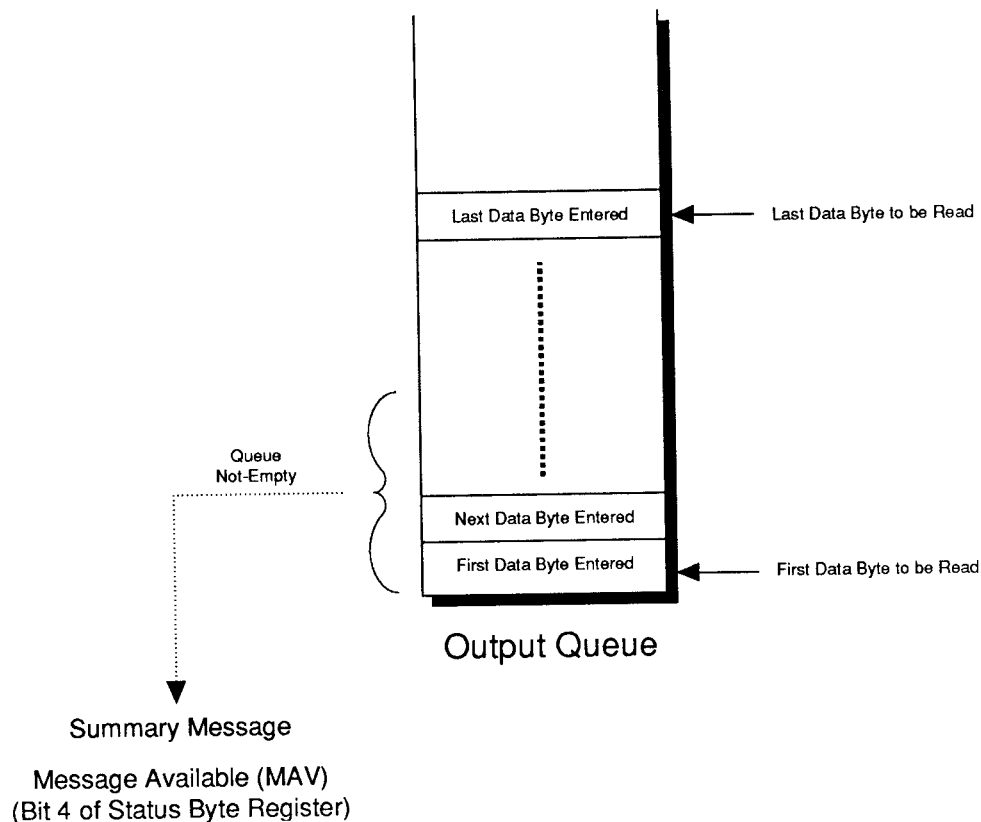 Last Data Byte Entered
Last Data Byte to be Read
Queue
Not-Empty
Next Data Byte Entered
First Data Byte Entered
First Data Byte to be Read
Output Queue
Summary Message
Message Available (MAV)
(Bit 4 of Status Byte Register)